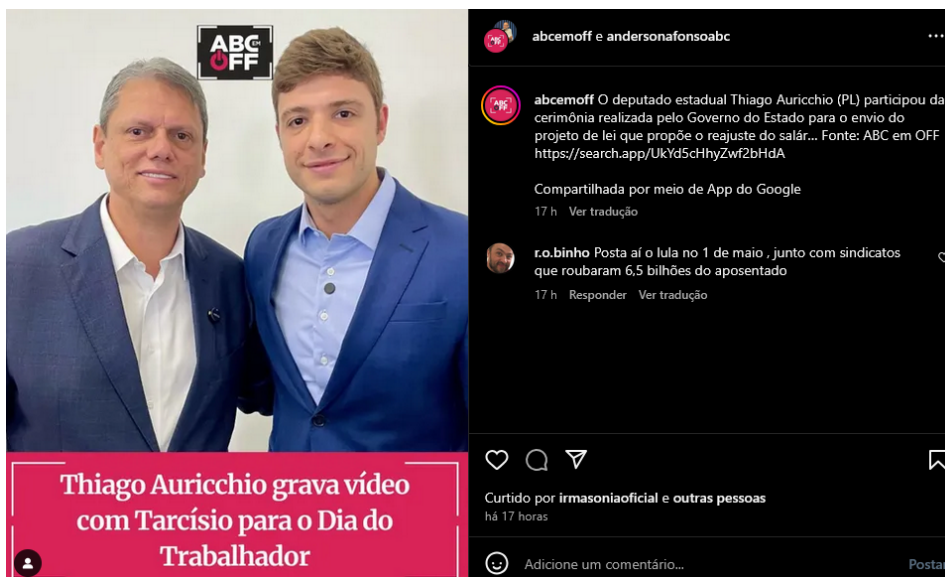 ABC EM
OFF
Thiago Auricchio grava vídeo
com Tarcísio para o Dia do
Trabalhador
abcemoff e andersonafonsoabc
ABC EM
OFF
abcemoff O deputado estadual Thiago Auricchio (PL) participou da
cerimônia realizada pelo Governo do Estado para o envio do
projeto de lei que propõe o reajuste do salár... Fonte: ABC em OFF
https://search.app/UkYd5cHhyZwf2bHdA
Compartilhada por meio de App do Google
17 h Ver tradução
r.o.binho Posta aí o lula no 1 de maio , junto com sindicatos
que roubaram 6,5 bilhões do aposentado
17 h Responder Ver tradução
Curtido por irmasoniaoficial e outras pessoas
há 17 horas
Adicione um comentário...
Postar